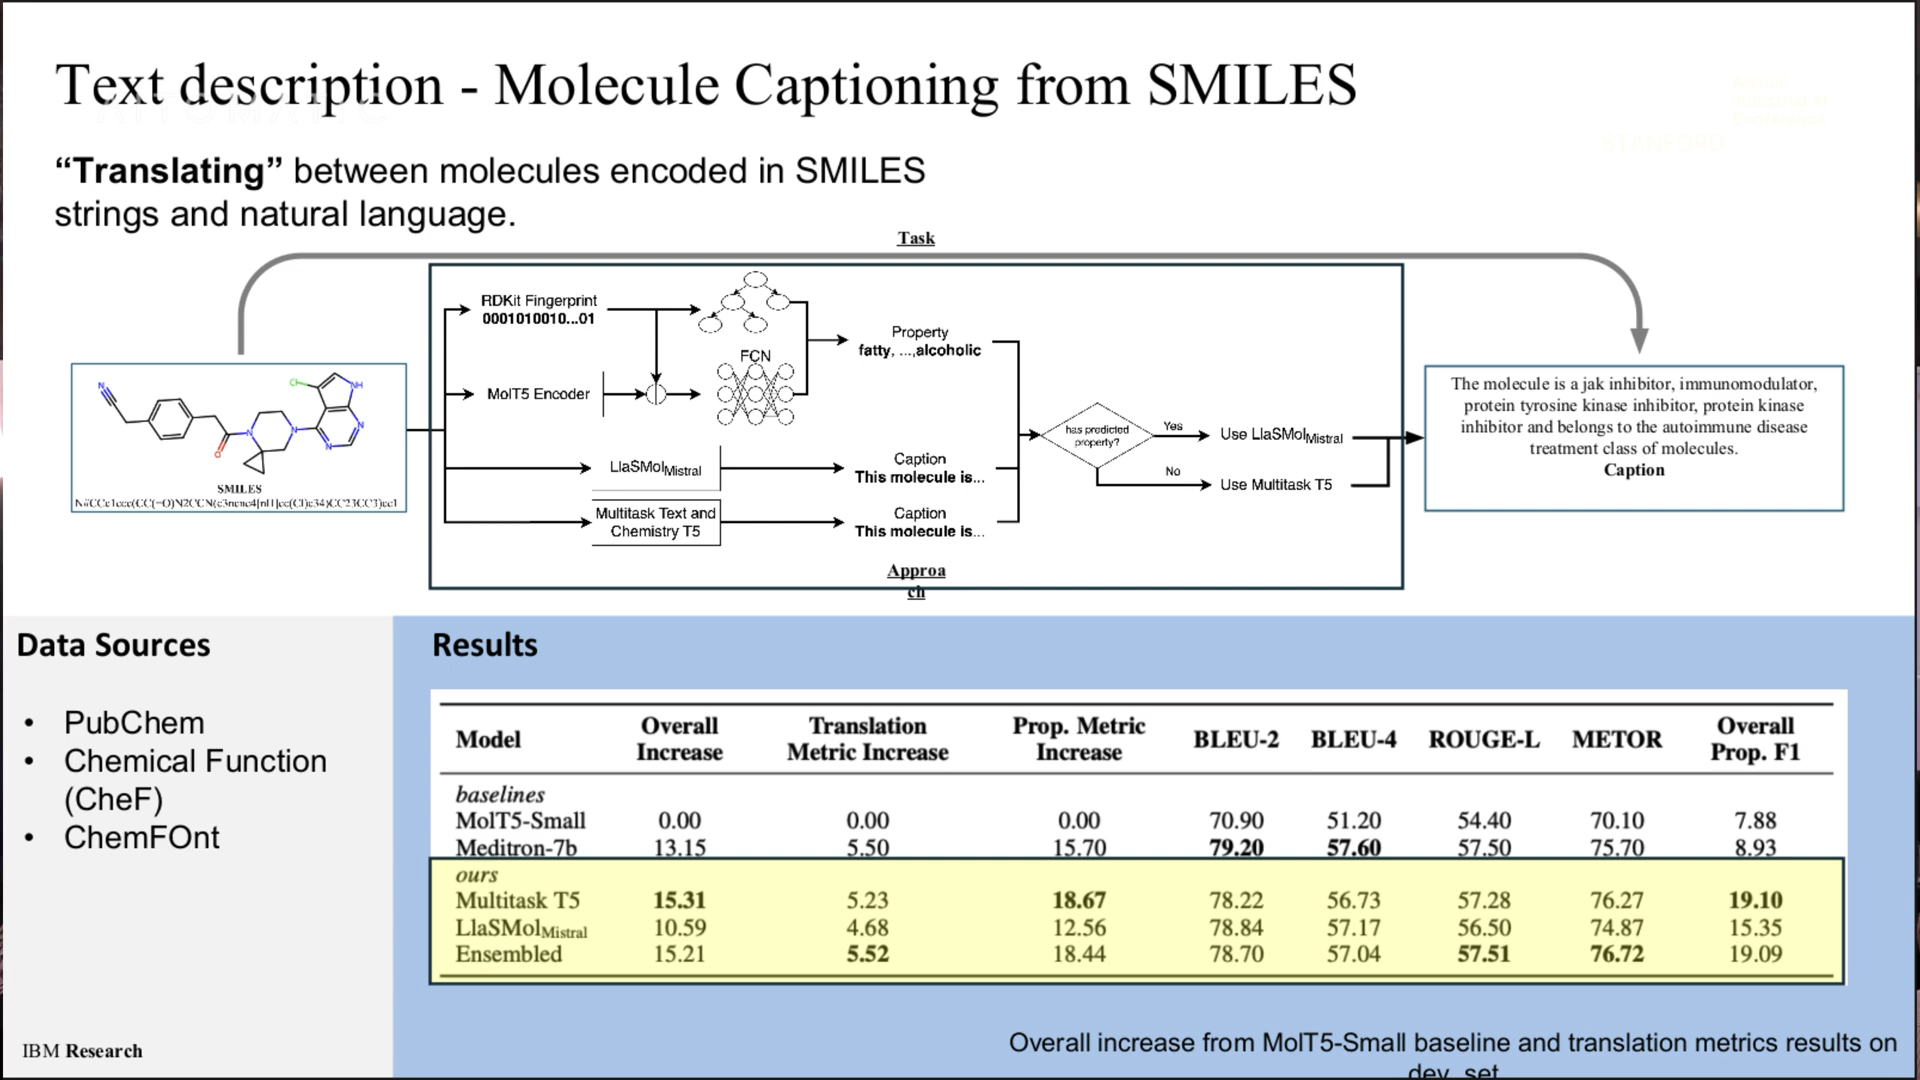 Text description - Molecule Captioning from SMILES
“Translating” between molecules encoded in SMILES
strings and natural language.
Task
RDKit Fingerprint
0001010010...01
MolT5 Encoder
FCN
Property
fatty, ...,alcoholic
LlaSMolMistral
Caption
This molecule is...
Multitask Text and
Chemistry T5
Caption
This molecule is...
has predicted
property?
Yes
Use LlaSMolMistral
No
Use Multitask T5
Approa
ch
N
Cl
NH
N
N
N
N
O
SMILES
The molecule is a jak inhibitor, immunomodulator,
protein tyrosine kinase inhibitor, protein kinase
inhibitor and belongs to the autoimmune disease
treatment class of molecules.
Caption
Data Sources
• PubChem
• Chemical Function
(CheF)
• ChemFOnt
IBM Research
Results
Model Overall Increase Translation Metric Increase Prop. Metric Increase BLEU-2 BLEU-4 ROUGE-L METOR Overall Prop. F1
baselines
MolT5-Small 0.00 0.00 0.00 70.90 51.20 54.40 70.10 7.88
Meditron-7b 13.15 5.50 15.70 79.20 57.60 57.50 75.70 8.93
ours
Multitask T5 15.31 5.23 18.67 78.22 56.73 57.28 76.27 19.10
LlaSMolMistral 10.59 4.68 12.56 78.84 57.17 56.50 74.87 15.35
Ensembled 15.21 5.52 18.44 78.70 57.04 57.51 76.72 19.09
Overall increase from MolT5-Small baseline and translation metrics results on
dev set